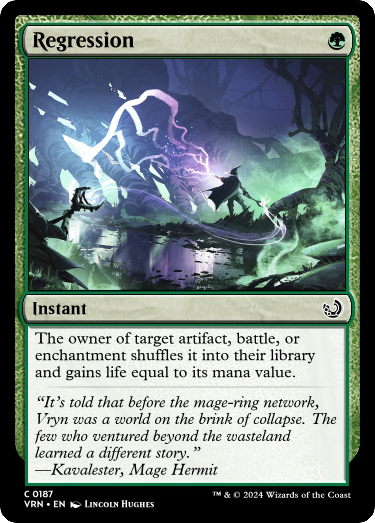 Regression
Instant
The owner of target artifact, battle, or
enchantment shuffles it into their library
and gains life equal to its mana value.
“It’s told that before the mage-ring network,
Vryn was a world on the brink of collapse. The
few who ventured beyond the wasteland
learned a different story.”
—Kavalester, Mage Hermit
C 0187
VRN • EN Lincoln Hughes
™ & © 2024 Wizards of the Coast